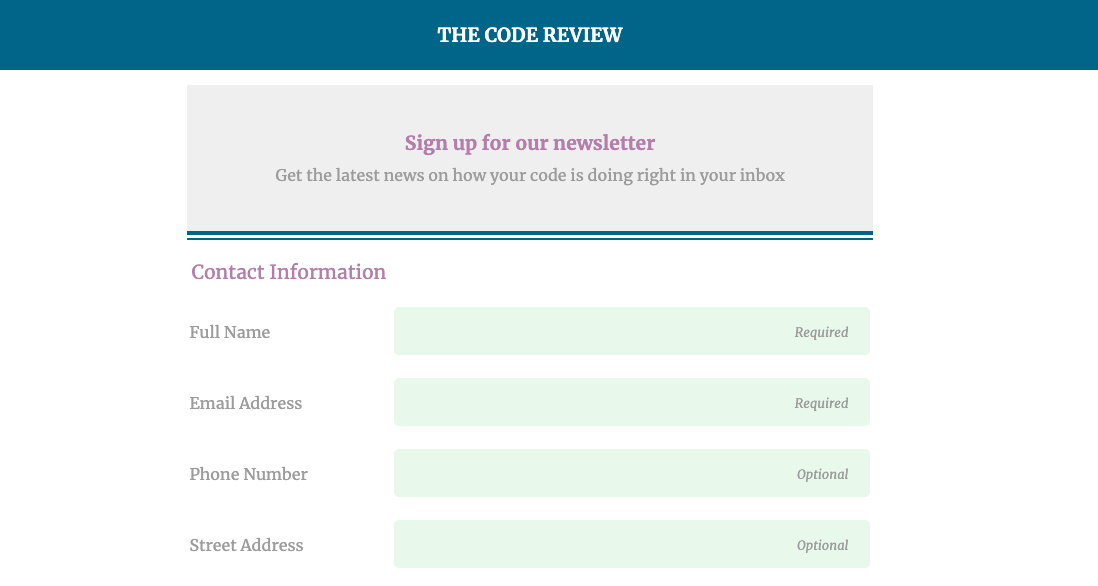 THE CODE REVIEW
Sign up for our newsletter
Get the latest news on how your code is doing right in your inbox
Contact Information
Full Name
Required
Email Address
Required
Phone Number
Optional
Street Address
Optional